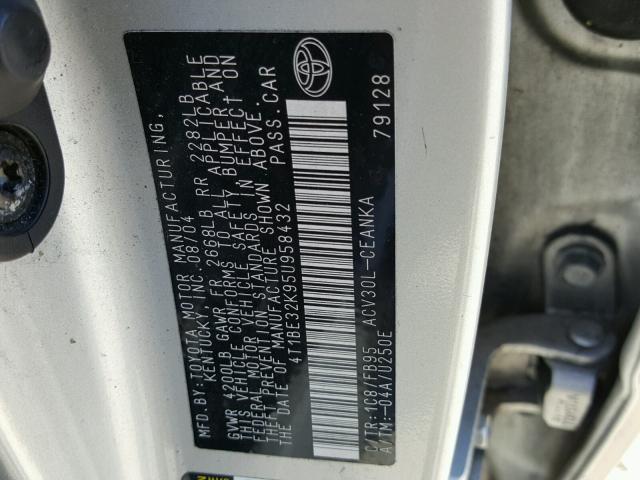 MFD.BY:TOYOTA MOTOR MANUFACTURING,
KENTUCKY, INC. 08/04
GVWR 4200LB GAWR FR 2668LB RR 2282LB
THIS VEHICLE CONFORMS TO ALL APPLICABLE
FEDERAL MOTOR VEHICLE SAFETY, BUMPER, AND
THEFT PREVENTION STANDARDS IN EFFECT ON
THE DATE OF MANUFACTURE SHOWN ABOVE.
4T1BE32K95U958432 PASS.CAR
C/TR:1C8/FB95 ACV30L-CEANKA
A/TM:-04A/U250E 79128